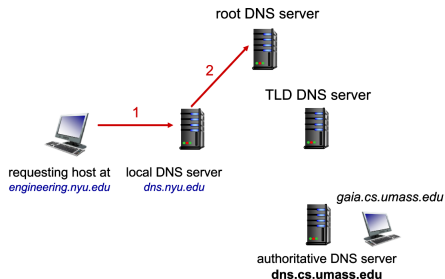 root DNS server
2
TLD DNS server
1
requesting host at
engineering.nyu.edu
local DNS server
dns.nyu.edu
gaia.cs.umass.edu
authoritative DNS server
dns.cs.umass.edu